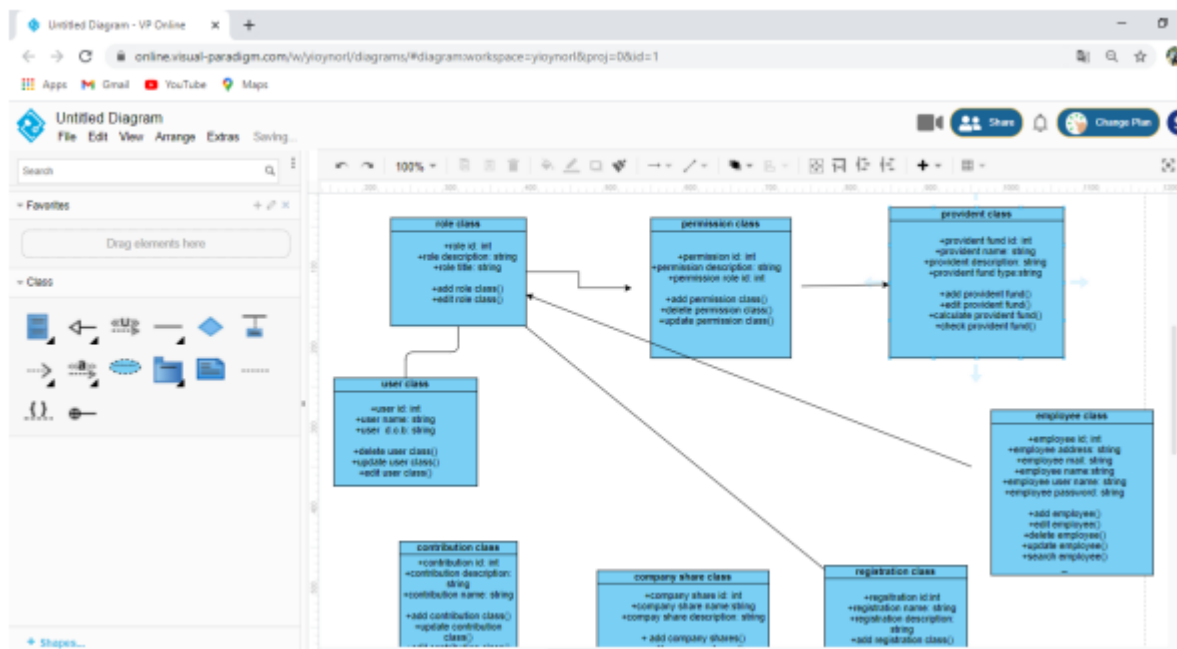 Untitled Diagram - VP Online
online.visual-paradigm.com/w/yioynorl/diagrams/#diagram:workspace=yioynorl&proj=0&id=1
Apps Gmail YouTube Maps
Untitled Diagram
File Edit View Arrange Extras Saving...
Share
Change Plan
Search
100%
Favorites
Drag elements here
Class
«U»
«a»
{ }
+ Shapes...
role class
+role id: int
+role description: string
+role title: string
+add role class()
+edit role class()
permission class
+permission id: int
+permission description: string
+permission role id: int
+add permission class()
+delete permission class()
+update permission class()
provident class
+provident fund id: int
+provident name: string
+provident description: string
+provident fund type:string
+add provident fund()
+edit provident fund()
+calculate provident fund()
+check provident fund()
user class
+user id: int
+user name: string
+user d.o.b: string
+delete user class()
+update user class()
+edit user class()
employee class
+employee id: int
+employee address: string
+employee mail: string
+employee name:string
+employee user name: string
+employee password: string
+add employee()
+edit employee()
+delete employee()
+update employee()
+search employee()
contribution class
+contribution id: int
+contribution description:
string
+contribution name: string
+add contribution class()
+update contribution
class()
company share class
+company share id: int
+company share name:string
+compay share description: string
+ add company shares()
registration class
+regsitration id:int
+registration name: string
+registration description:
string
+add registration class()